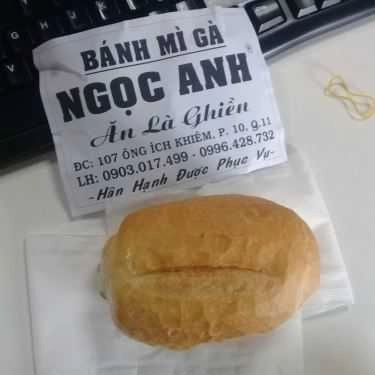 BÁNH MÌ GÀ
NGỌC ANH
Ăn Là Ghiền
ĐC: 107 ÔNG ÍCH KHIÊM, P. 10, Q.11
LH: 0903.017.499 - 0996.428.732
-Hân Hạnh Được Phục Vụ-